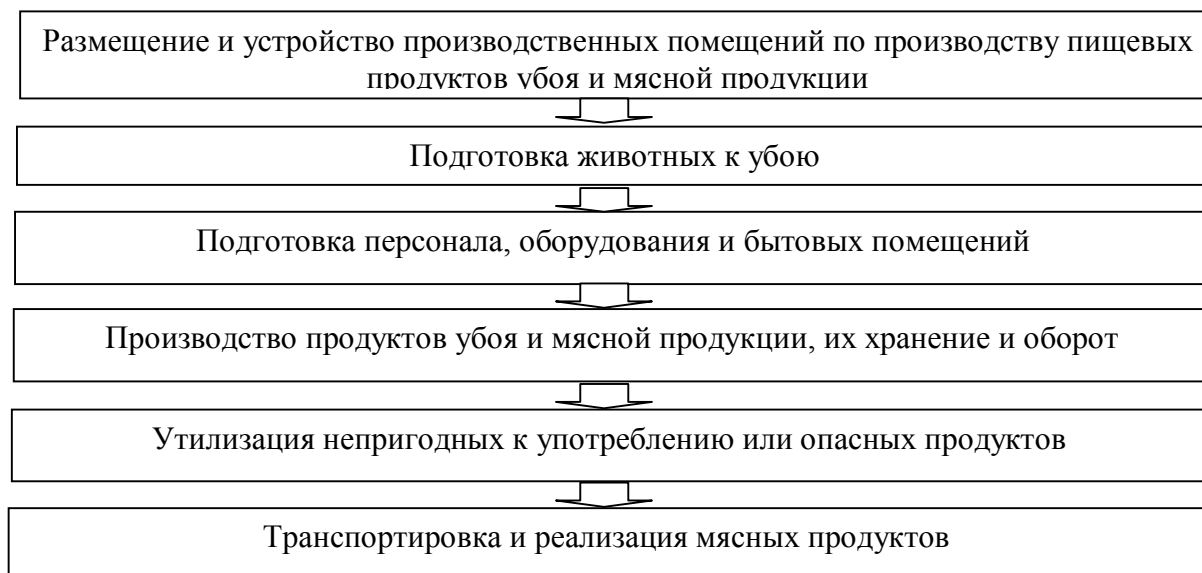 Размещение и устройство производственных помещений по производству пищевых
продуктов убоя и мясной продукции
Подготовка животных к убою
Подготовка персонала, оборудования и бытовых помещений
Производство продуктов убоя и мясной продукции, их хранение и оборот
Утилизация непригодных к употреблению или опасных продуктов
Транспортировка и реализация мясных продуктов